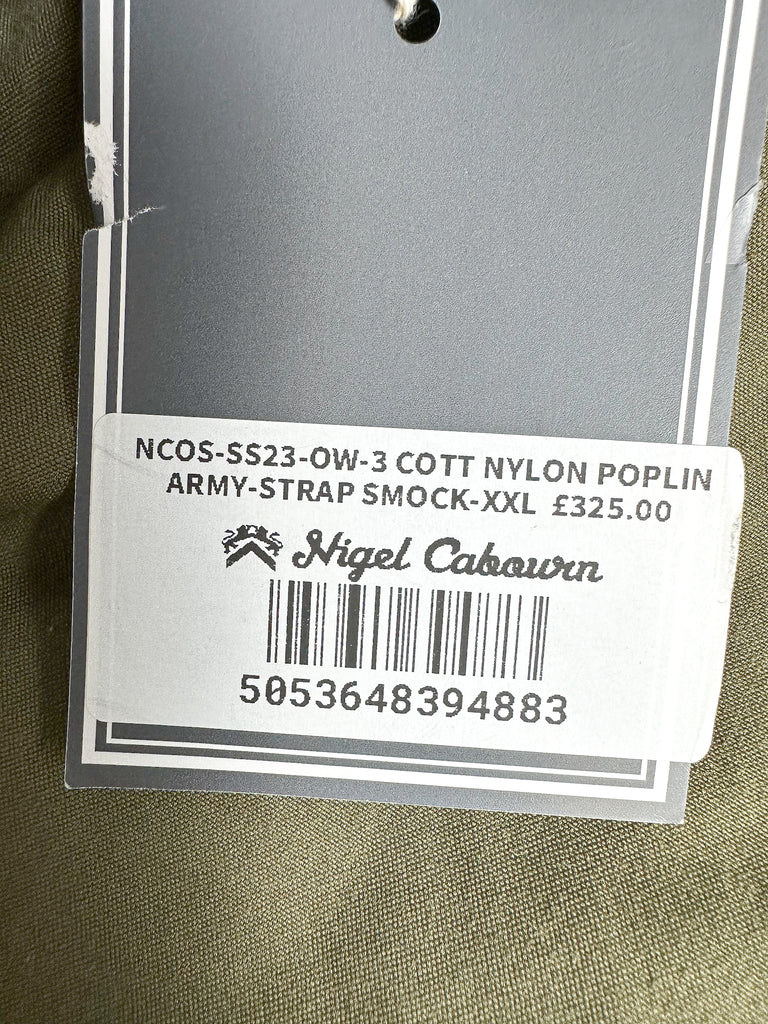 NCOS-SS23-OW-3 COTT NYLON POPLIN
ARMY-STRAP SMOCK-XXL £325.00
Nigel Cabourn
5053648394883